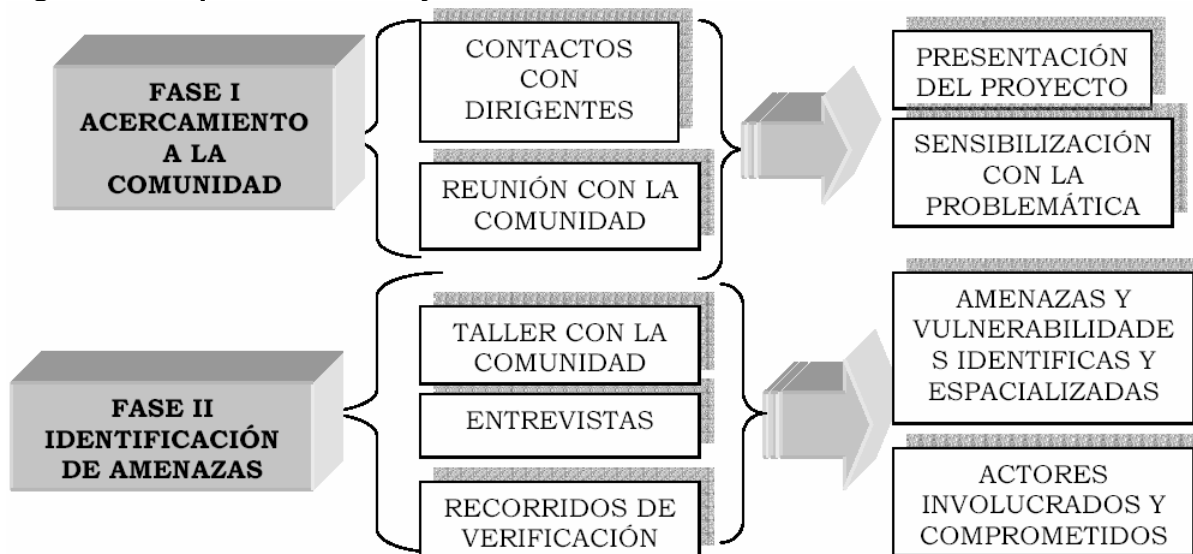 FASE I
ACERCAMIENTO
A LA
COMUNIDAD
CONTACTOS
CON
DIRIGENTES
REUNIÓN CON LA
COMUNIDAD
PRESENTACIÓN
DEL PROYECTO
SENSIBILIZACIÓN
CON LA
PROBLEMÁTICA
FASE II
IDENTIFICACIÓN
DE AMENAZAS
TALLER CON LA
COMUNIDAD
ENTREVISTAS
RECORRIDOS DE
VERIFICACIÓN
AMENAZAS Y
VULNERABILIDADE
S IDENTIFICAS Y
ESPACIALIZADAS
ACTORES
INVOLUCRADOS Y
COMPROMETIDOS